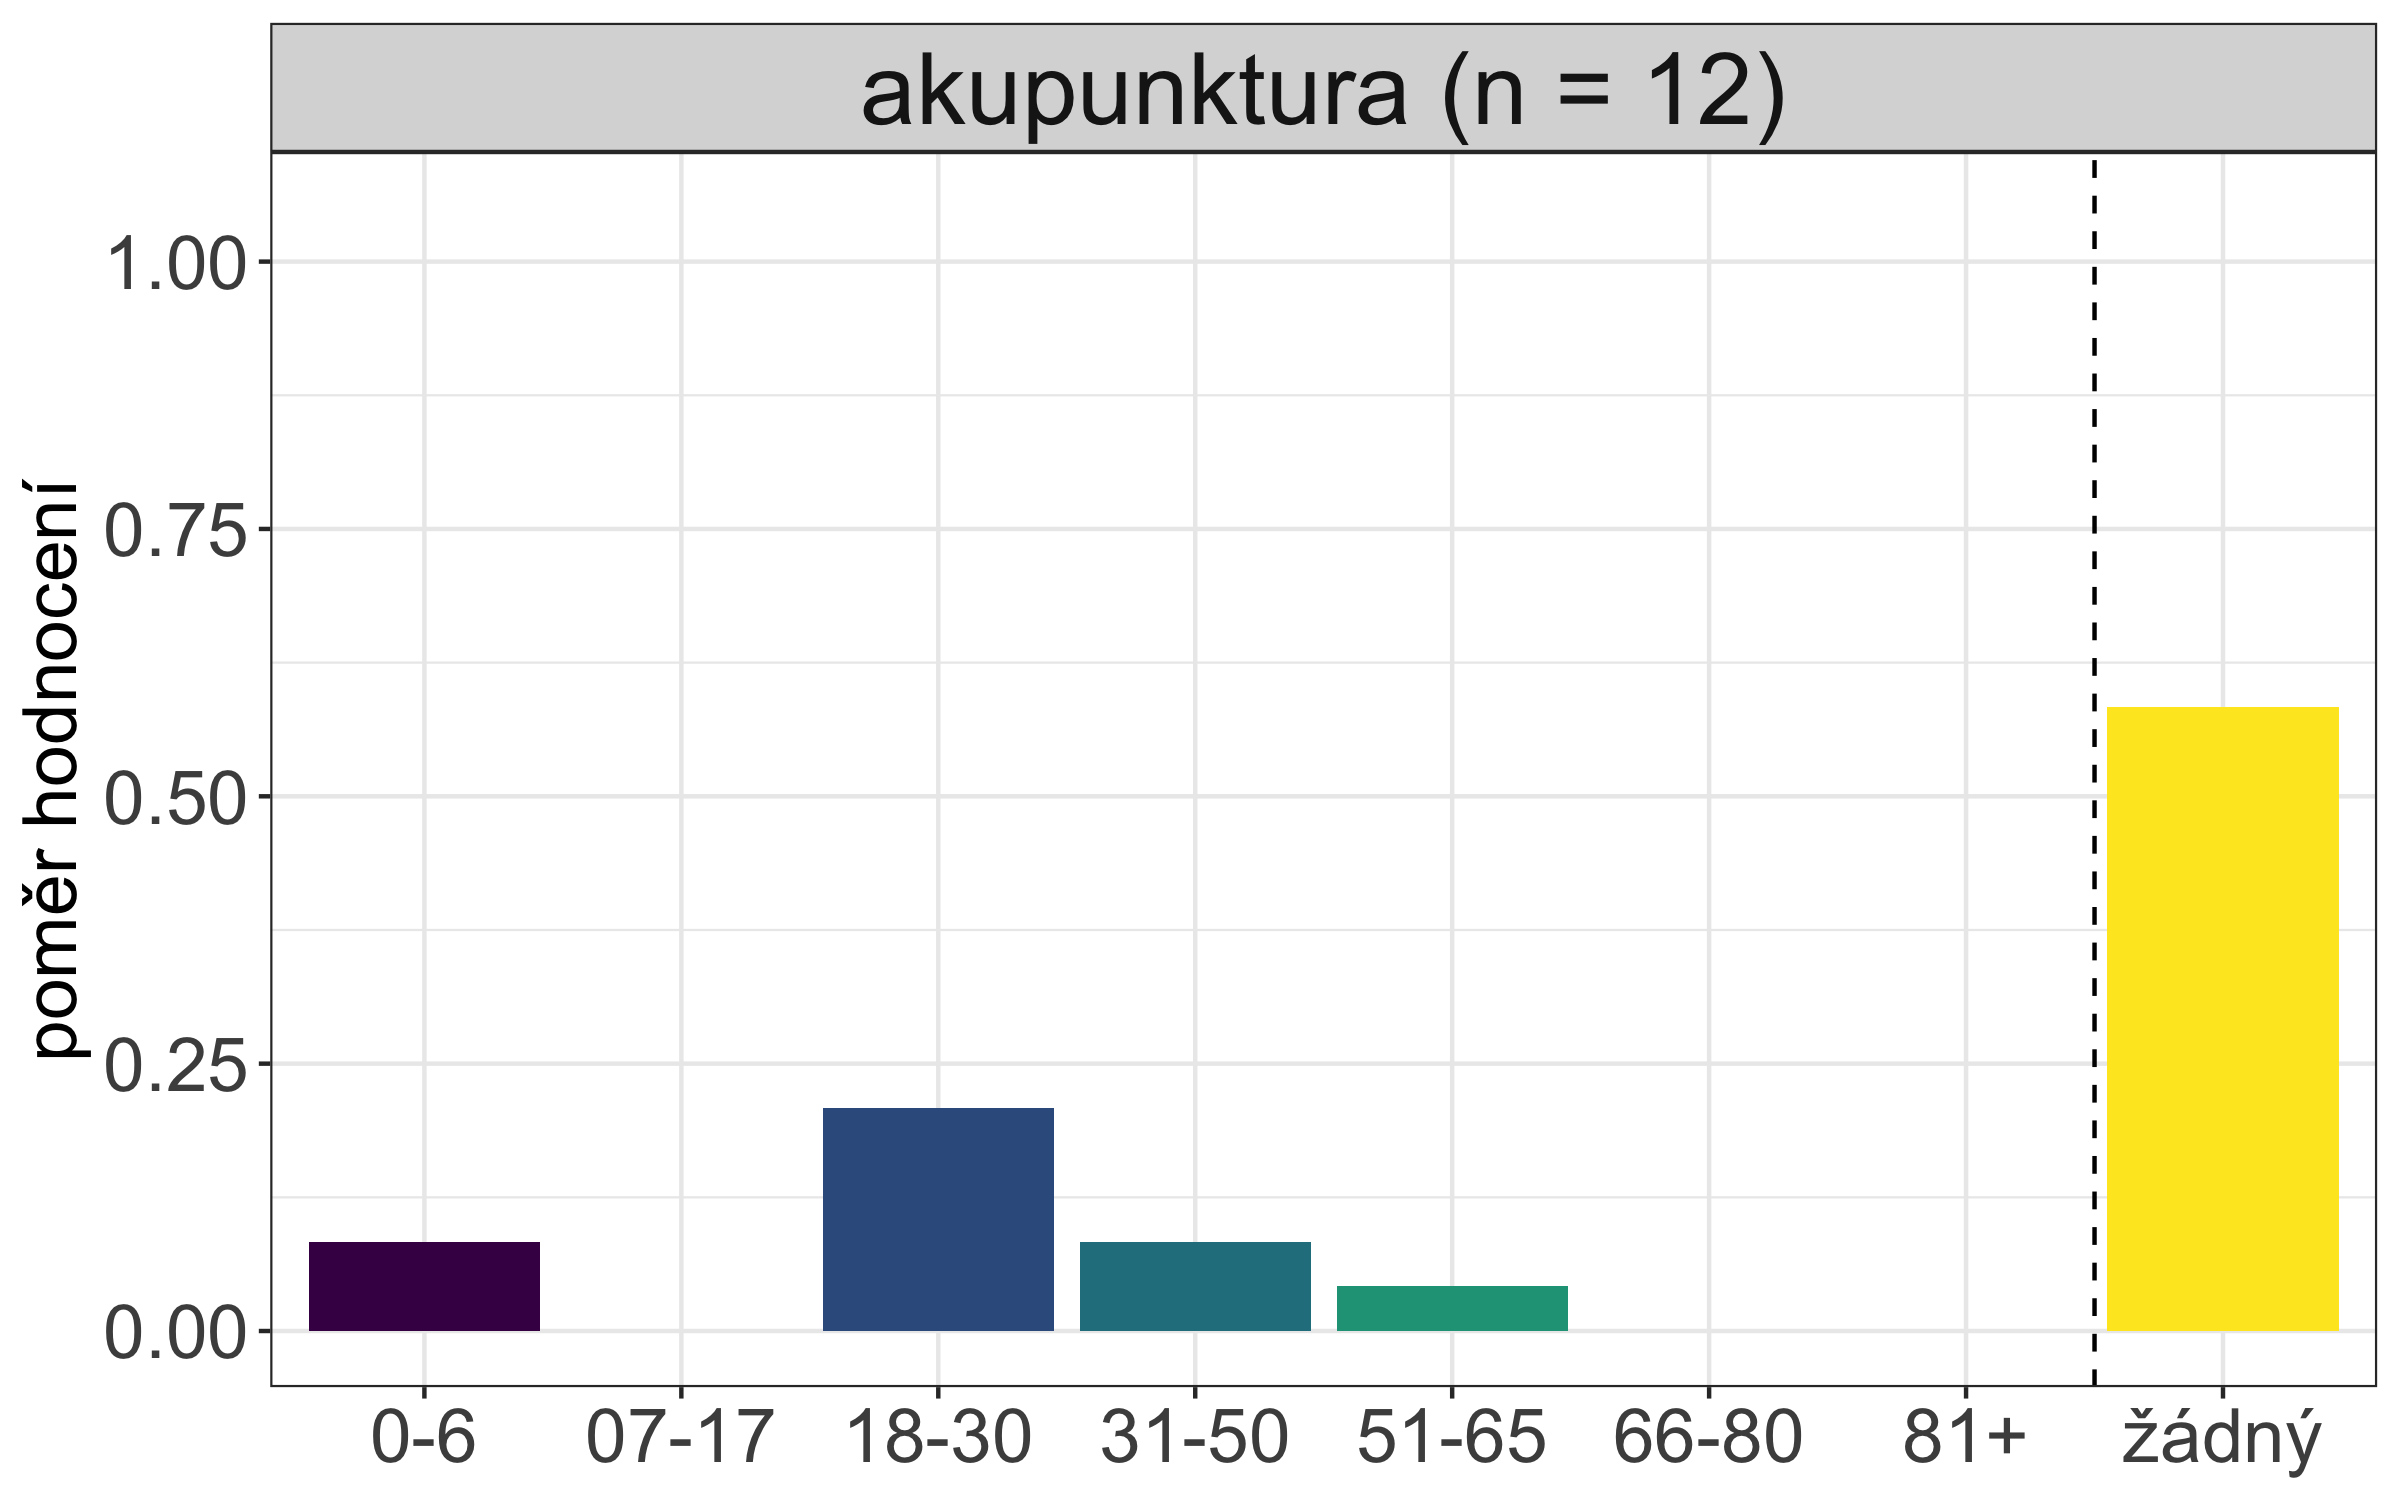 akupunktura (n = 12)
poměr hodnocení
1.00
0.75
0.50
0.25
0.00
0-6 07-17 18-30 31-50 51-65 66-80 81+ žádný